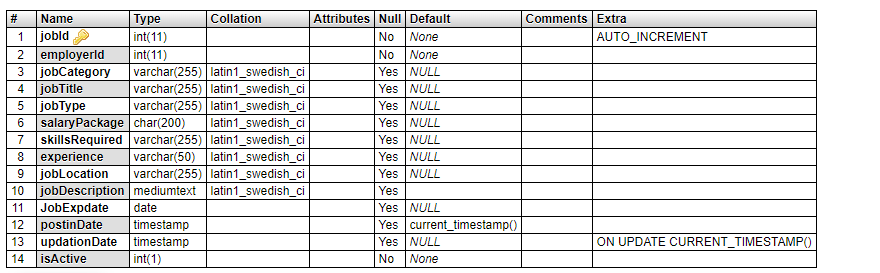 # Name Type Collation Attributes Null Default Comments Extra
1 jobId int(11) No None AUTO_INCREMENT
2 employerId int(11) No None
3 jobCategory varchar(255) latin1_swedish_ci Yes NULL
4 jobTitle varchar(255) latin1_swedish_ci Yes NULL
5 jobType varchar(255) latin1_swedish_ci Yes NULL
6 salaryPackage char(200) latin1_swedish_ci Yes NULL
7 skillsRequired varchar(255) latin1_swedish_ci Yes NULL
8 experience varchar(50) latin1_swedish_ci Yes NULL
9 jobLocation varchar(255) latin1_swedish_ci Yes NULL
10 jobDescription mediumtext latin1_swedish_ci Yes
11 JobExpdate date Yes NULL
12 postinDate timestamp Yes current_timestamp()
13 updationDate timestamp Yes NULL ON UPDATE CURRENT_TIMESTAMP()
14 isActive int(1) No None